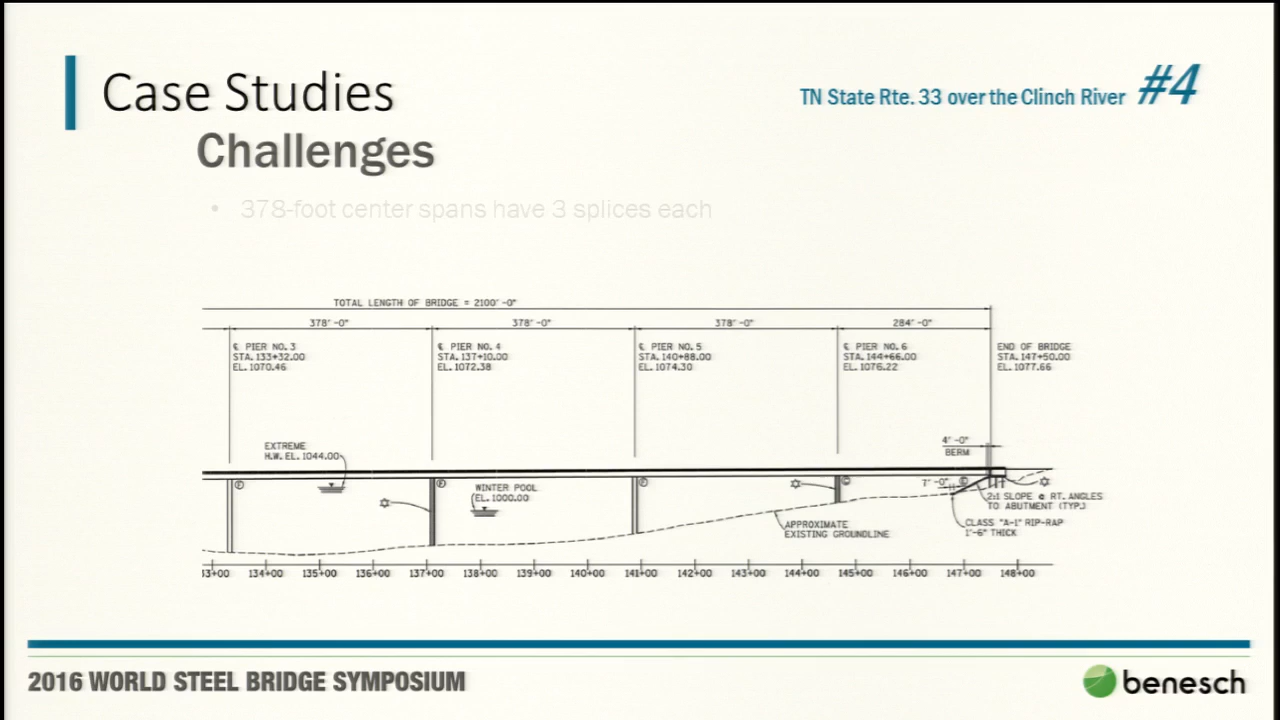 Case Studies
TN State Rte. 33 over the Clinch River #4
Challenges
• 378-foot center spans have 3 splices each
TOTAL LENGTH OF BRIDGE = 2100'-0"
378'-0" 378'-0" 378'-0" 284'-0"
℄ PIER NO. 3
STA. 133+32.00
EL. 1070.46
℄ PIER NO. 4
STA. 137+10.00
EL. 1072.38
℄ PIER NO. 5
STA. 140+88.00
EL. 1074.30
℄ PIER NO. 6
STA. 144+66.00
EL. 1076.22
END OF BRIDGE
STA. 147+50.00
EL. 1077.66
EXTREME
H.W. EL. 1044.00
4'-0"
BERM
WINTER POOL
EL. 1000.00
7'-0"
2:1 SLOPE @ RT. ANGLES
TO ABUTMENT (TYP.)
APPROXIMATE
EXISTING GROUNDLINE
CLASS "A-1" RIP-RAP
1'-6" THICK
13+00 134+00 135+00 136+00 137+00 138+00 139+00 140+00 141+00 142+00 143+00 144+00 145+00 146+00 147+00 148+00
2016 WORLD STEEL BRIDGE SYMPOSIUM
benesch